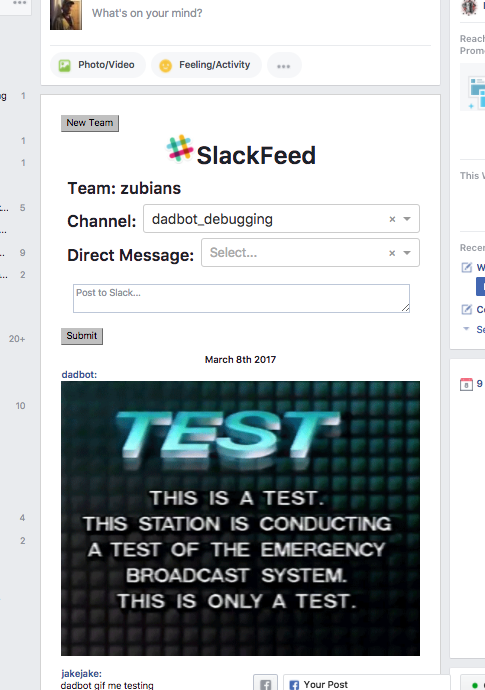 What's on your mind?
Photo/Video
Feeling/Activity
Reach
Prom
ng 1
1
1
5
9
2
20+
10
4
2
New Team
SlackFeed
Team: zubians
Channel: dadbot_debugging
Direct Message: Select...
Post to Slack...
Submit
March 8th 2017
dadbot:
TEST
THIS IS A TEST.
THIS STATION IS CONDUCTING
A TEST OF THE EMERGENCY
BROADCAST SYSTEM.
THIS IS ONLY A TEST.
jakejake:
dadbot gif me testing
Your Post
This W
Recen
W
Co
Se
8 9